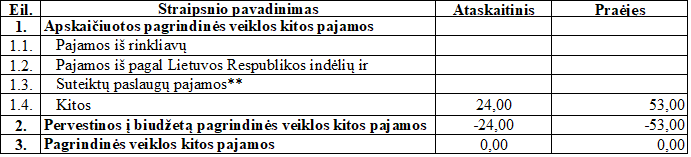 Eil. Straipsnio pavadinimas Ataskaitinis Praėjes
1. Apskaičiuotos pagrindinės veiklos kitos pajamos
1.1. Pajamos iš rinkliavų
1.2. Pajamos iš pagal Lietuvos Respublikos indėlių ir
1.3. Suteiktų paslaugų pajamos**
1.4. Kitos 24,00 53,00
2. Pervestinos į biudžetą pagrindinės veiklos kitos pajamos -24,00 -53,00
3. Pagrindinės veiklos kitos pajamos 0,00 0,00